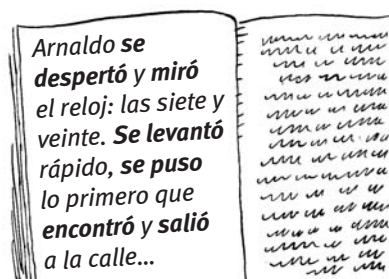 Arnaldo se
despertó y miró
el reloj: las siete y
veinte. Se levantó
rápido, se puso
lo primero que
encontró y salió
a la calle...